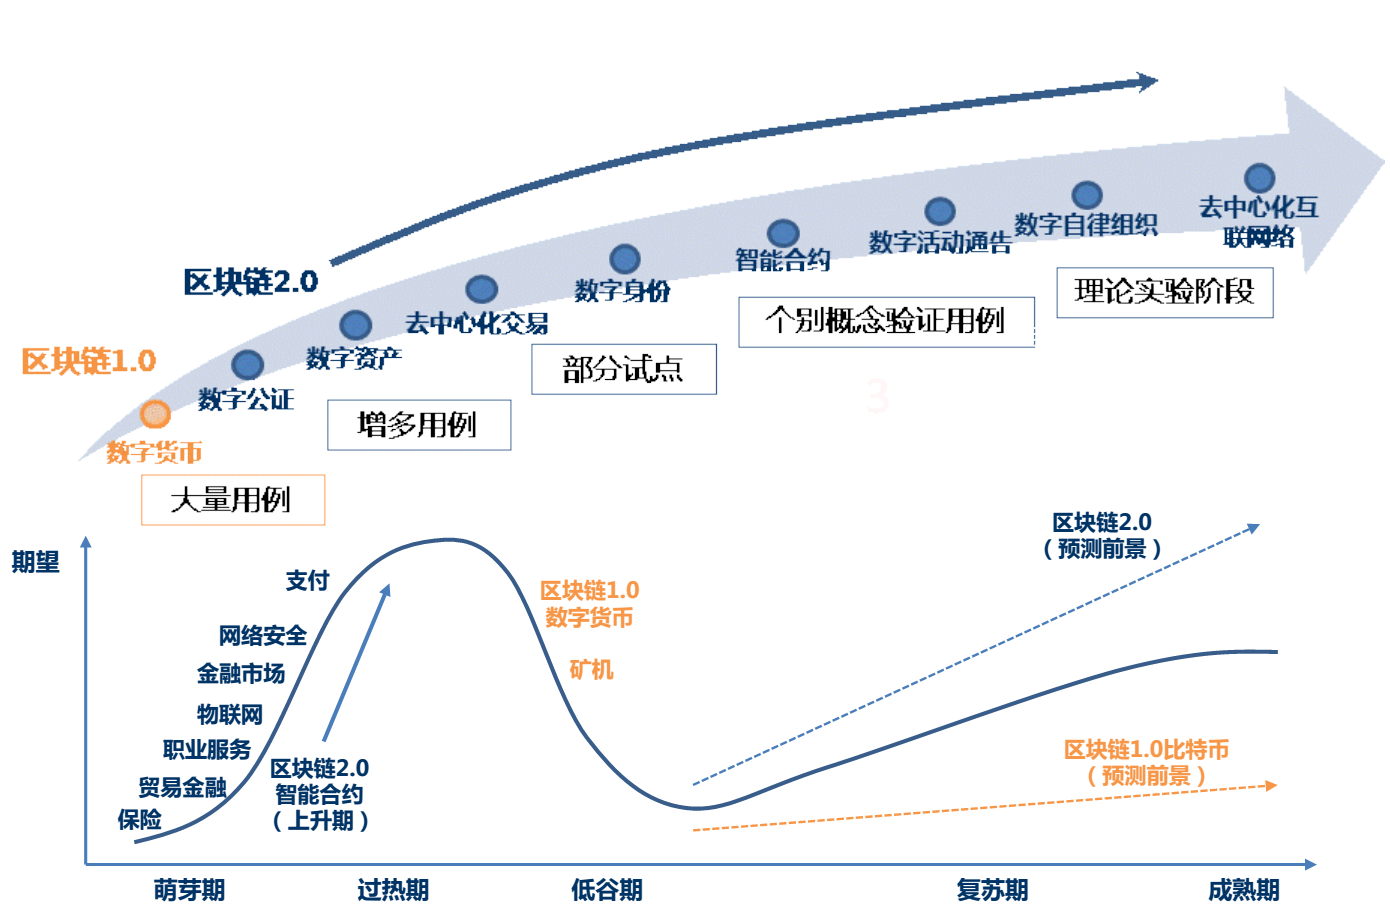 区块链2.0
区块链1.0
数字货币
数字公证
数字资产
去中心化交易
数字身份
智能合约
数字活动通告
数字自律组织
去中心化互
联网络
大量用例
增多用例
部分试点
个别概念验证用例
理论实验阶段
3
期望
支付
网络安全
金融市场
物联网
职业服务
贸易金融
保险
区块链2.0
智能合约
（上升期）
区块链1.0
数字货币
矿机
区块链2.0
（预测前景）
区块链1.0比特币
（预测前景）
萌芽期
过热期
低谷期
复苏期
成熟期